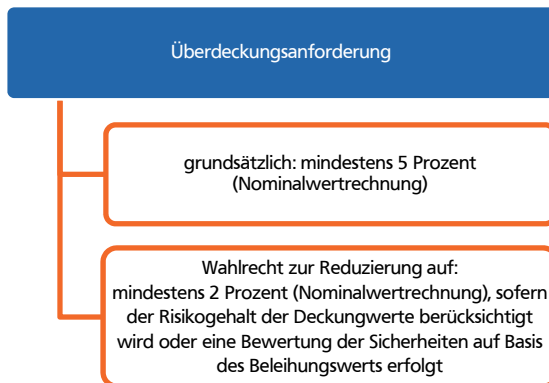 Überdeckungsanforderung
grundsätzlich: mindestens 5 Prozent
(Nominalwertrechnung)
Wahlrecht zur Reduzierung auf:
mindestens 2 Prozent (Nominalwertrechnung), sofern
der Risikogehalt der Deckungwerte berücksichtigt
wird oder eine Bewertung der Sicherheiten auf Basis
des Beleihungswerts erfolgt